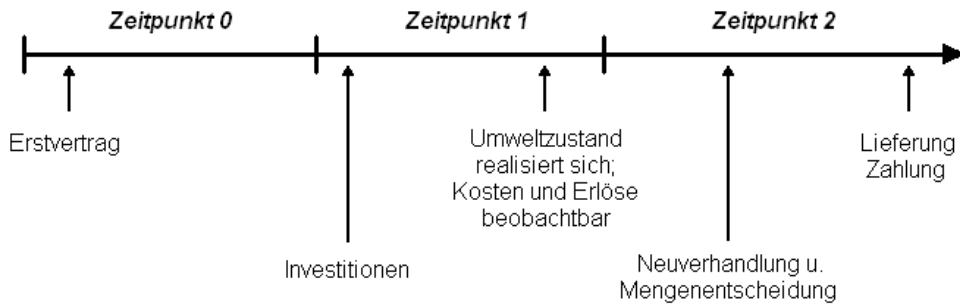 Zeitpunkt 0
Zeitpunkt 1
Zeitpunkt 2
Erstvertrag
Investitionen
Umweltzustand
realisiert sich;
Kosten und Erlöse
beobachtbar
Neuverhandlung u.
Mengenentscheidung
Lieferung
Zahlung